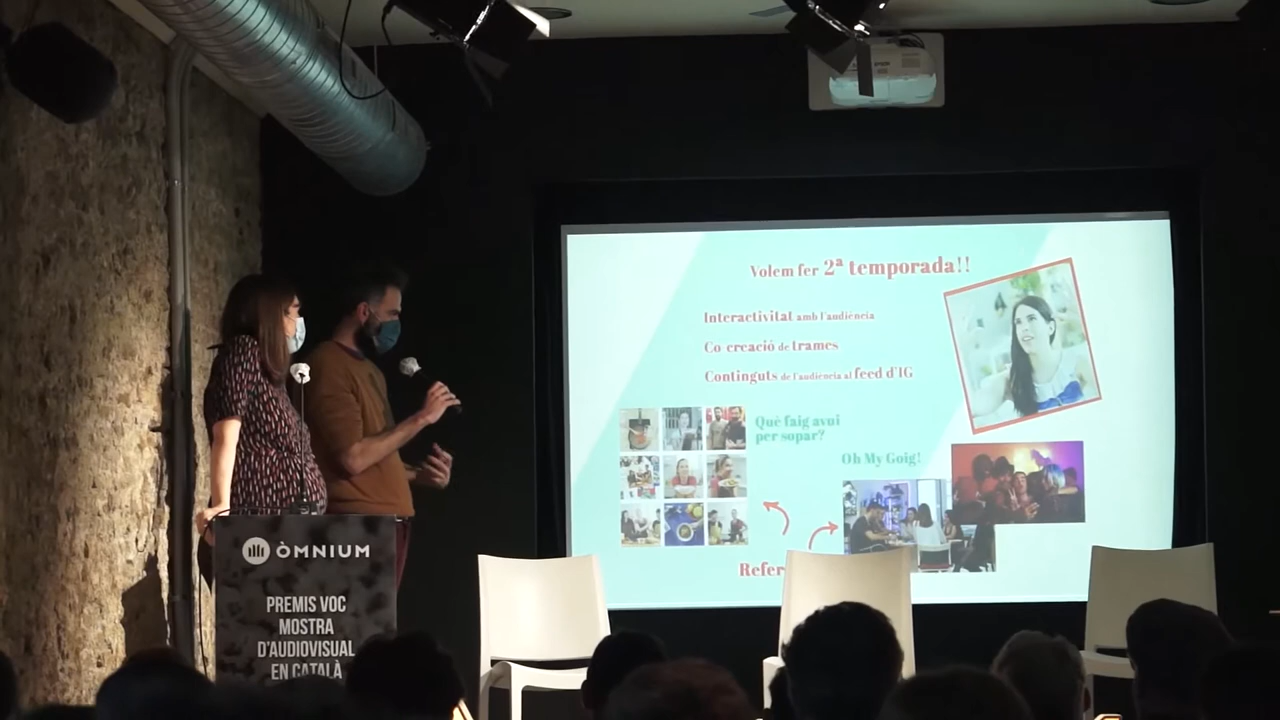 Volem fer 2ª temporada!!
Interactivitat amb l'audiència
Co-creació de trames
Continguts de l'audiència al feed d'IG
Què faig avui
per sopar?
Oh My Goig!
ÒMNIUM
PREMIS VOC
MOSTRA
D'AUDIOVISUAL
EN CATALÀ